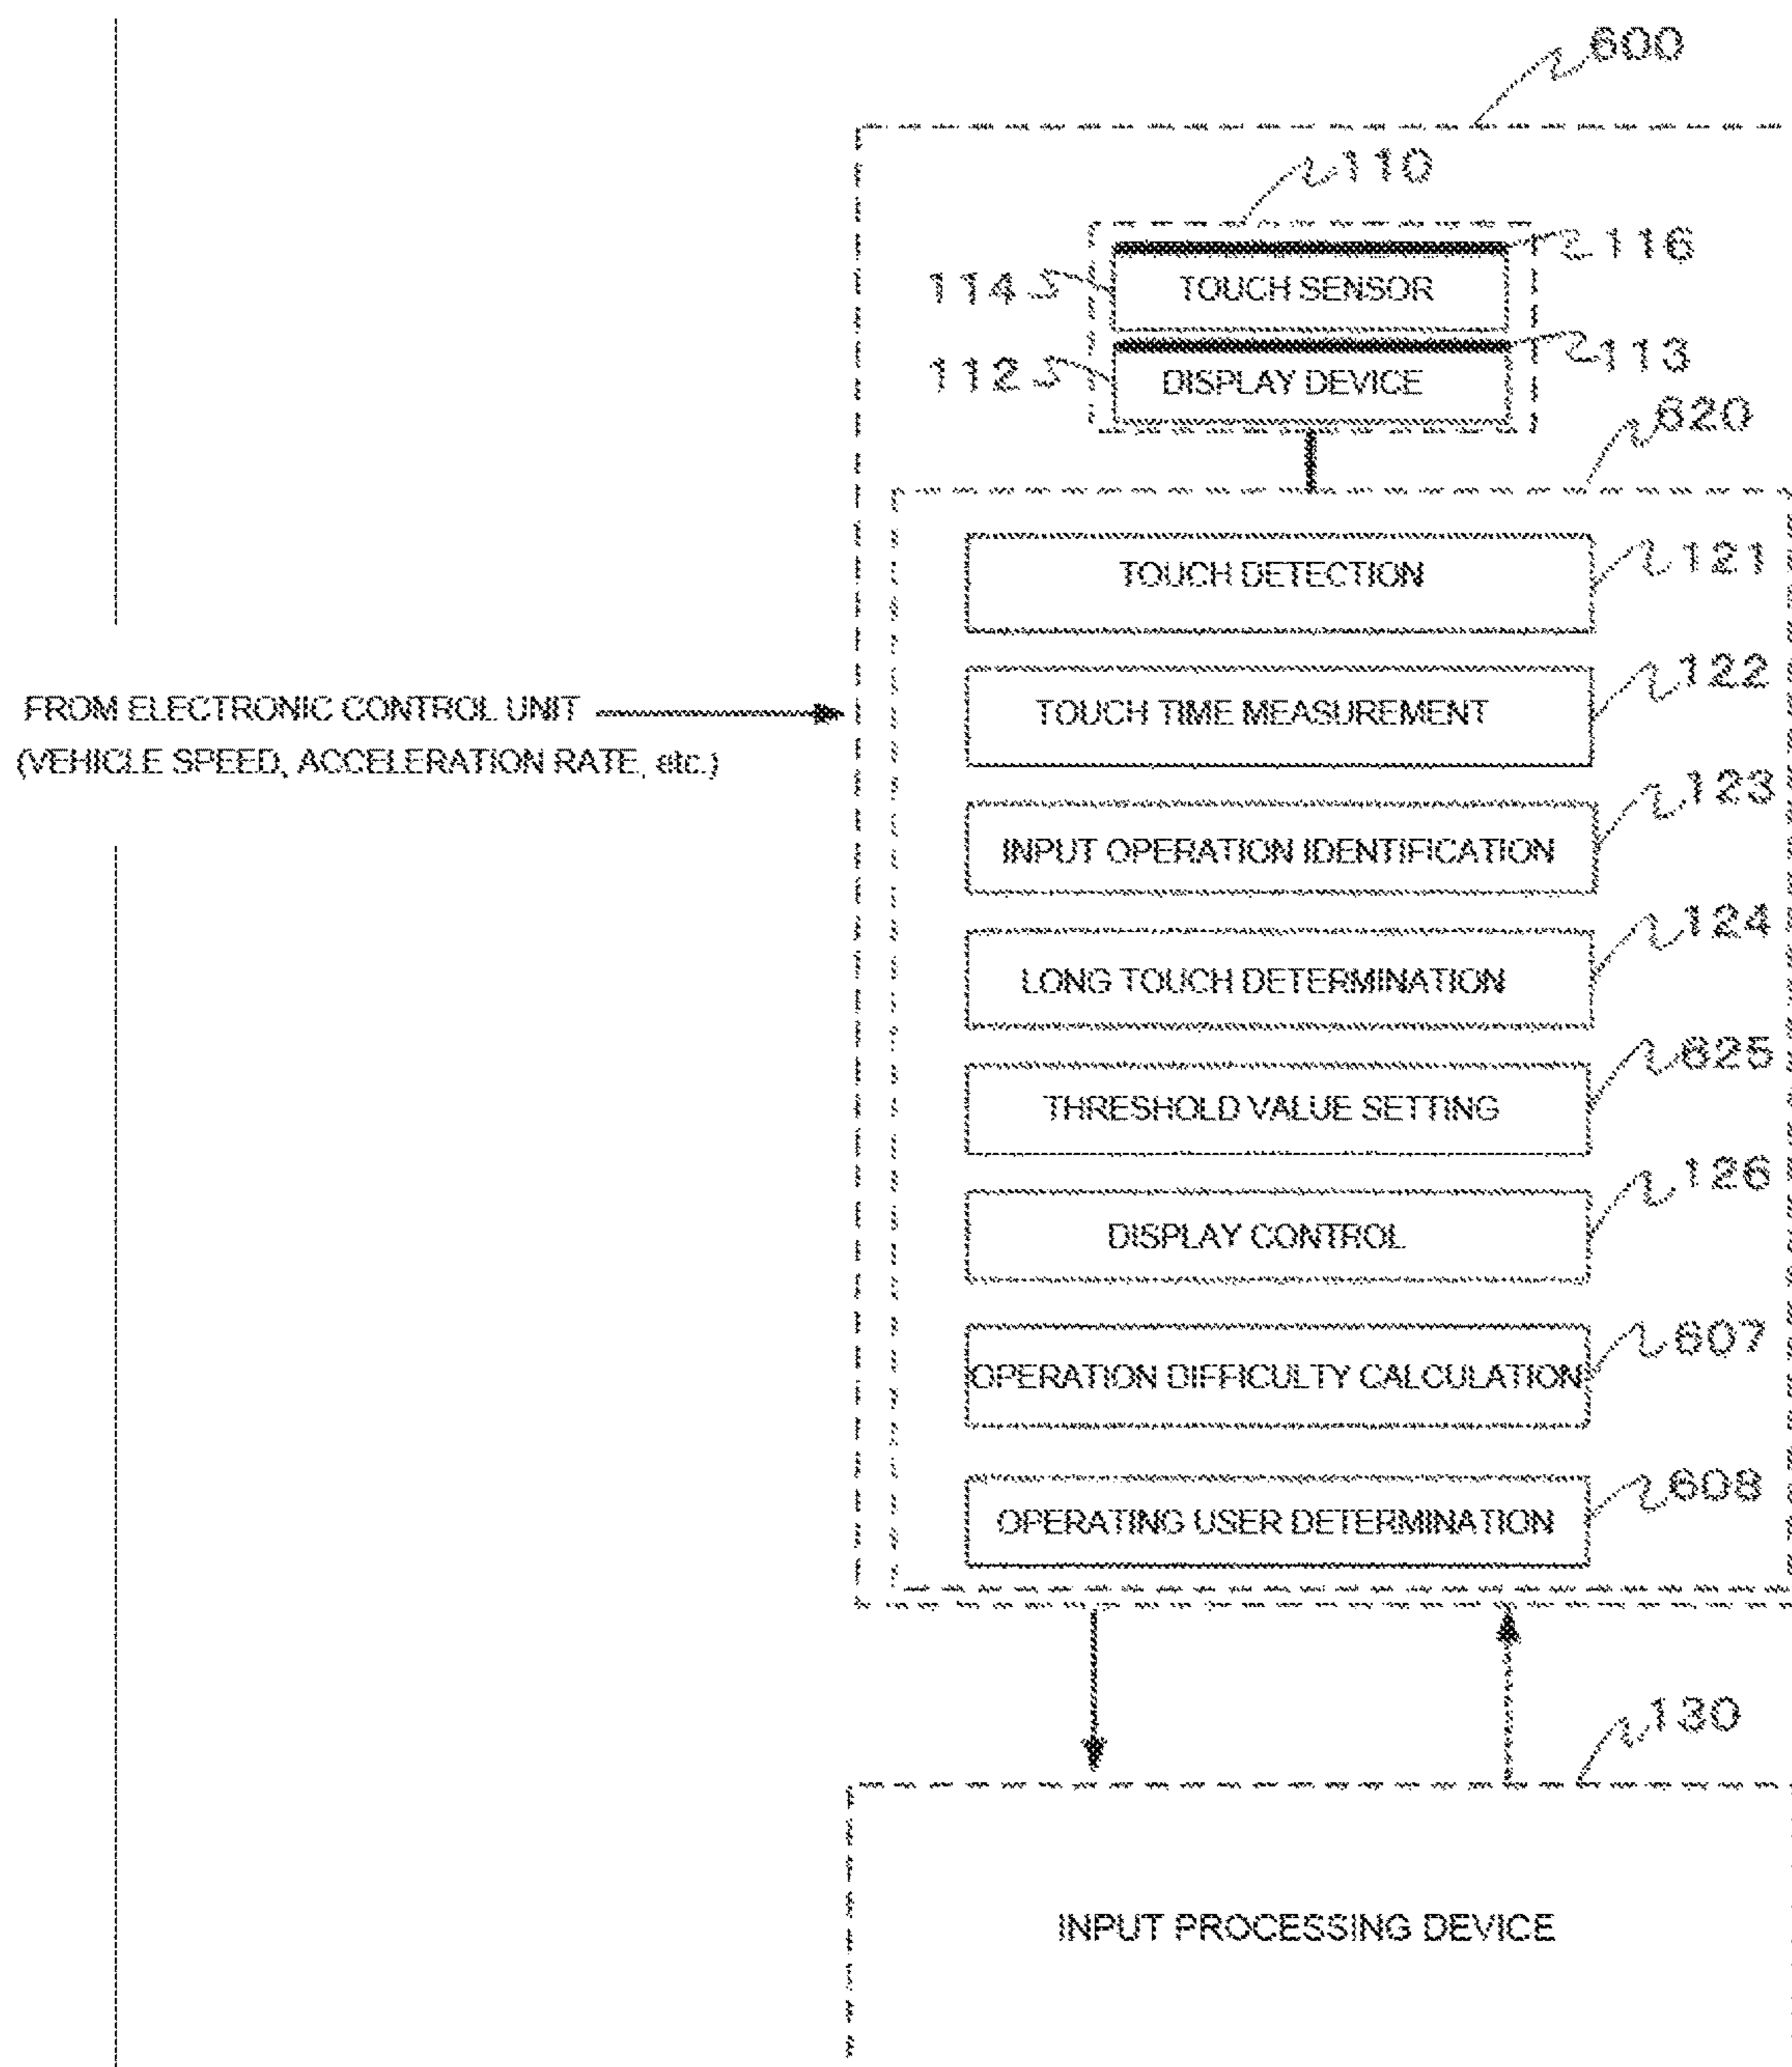 600
110
116
114
TOUCH SENSOR
113
112
DISPLAY DEVICE
620
TOUCH DETECTION
121
122
FROM ELECTRONIC CONTROL UNIT
TOUCH TIME MEASUREMENT
(VEHICLE SPEED, ACCELERATION RATE, etc.)
123
INPUT OPERATION IDENTIFICATION
124
LONG TOUCH DETERMINATION
625
THRESHOLD VALUE SETTING
126
DISPLAY CONTROL
607
OPERATION DIFFICULTY CALCULATION
608
OPERATING USER DETERMINATION
130
INPUT PROCESSING DEVICE